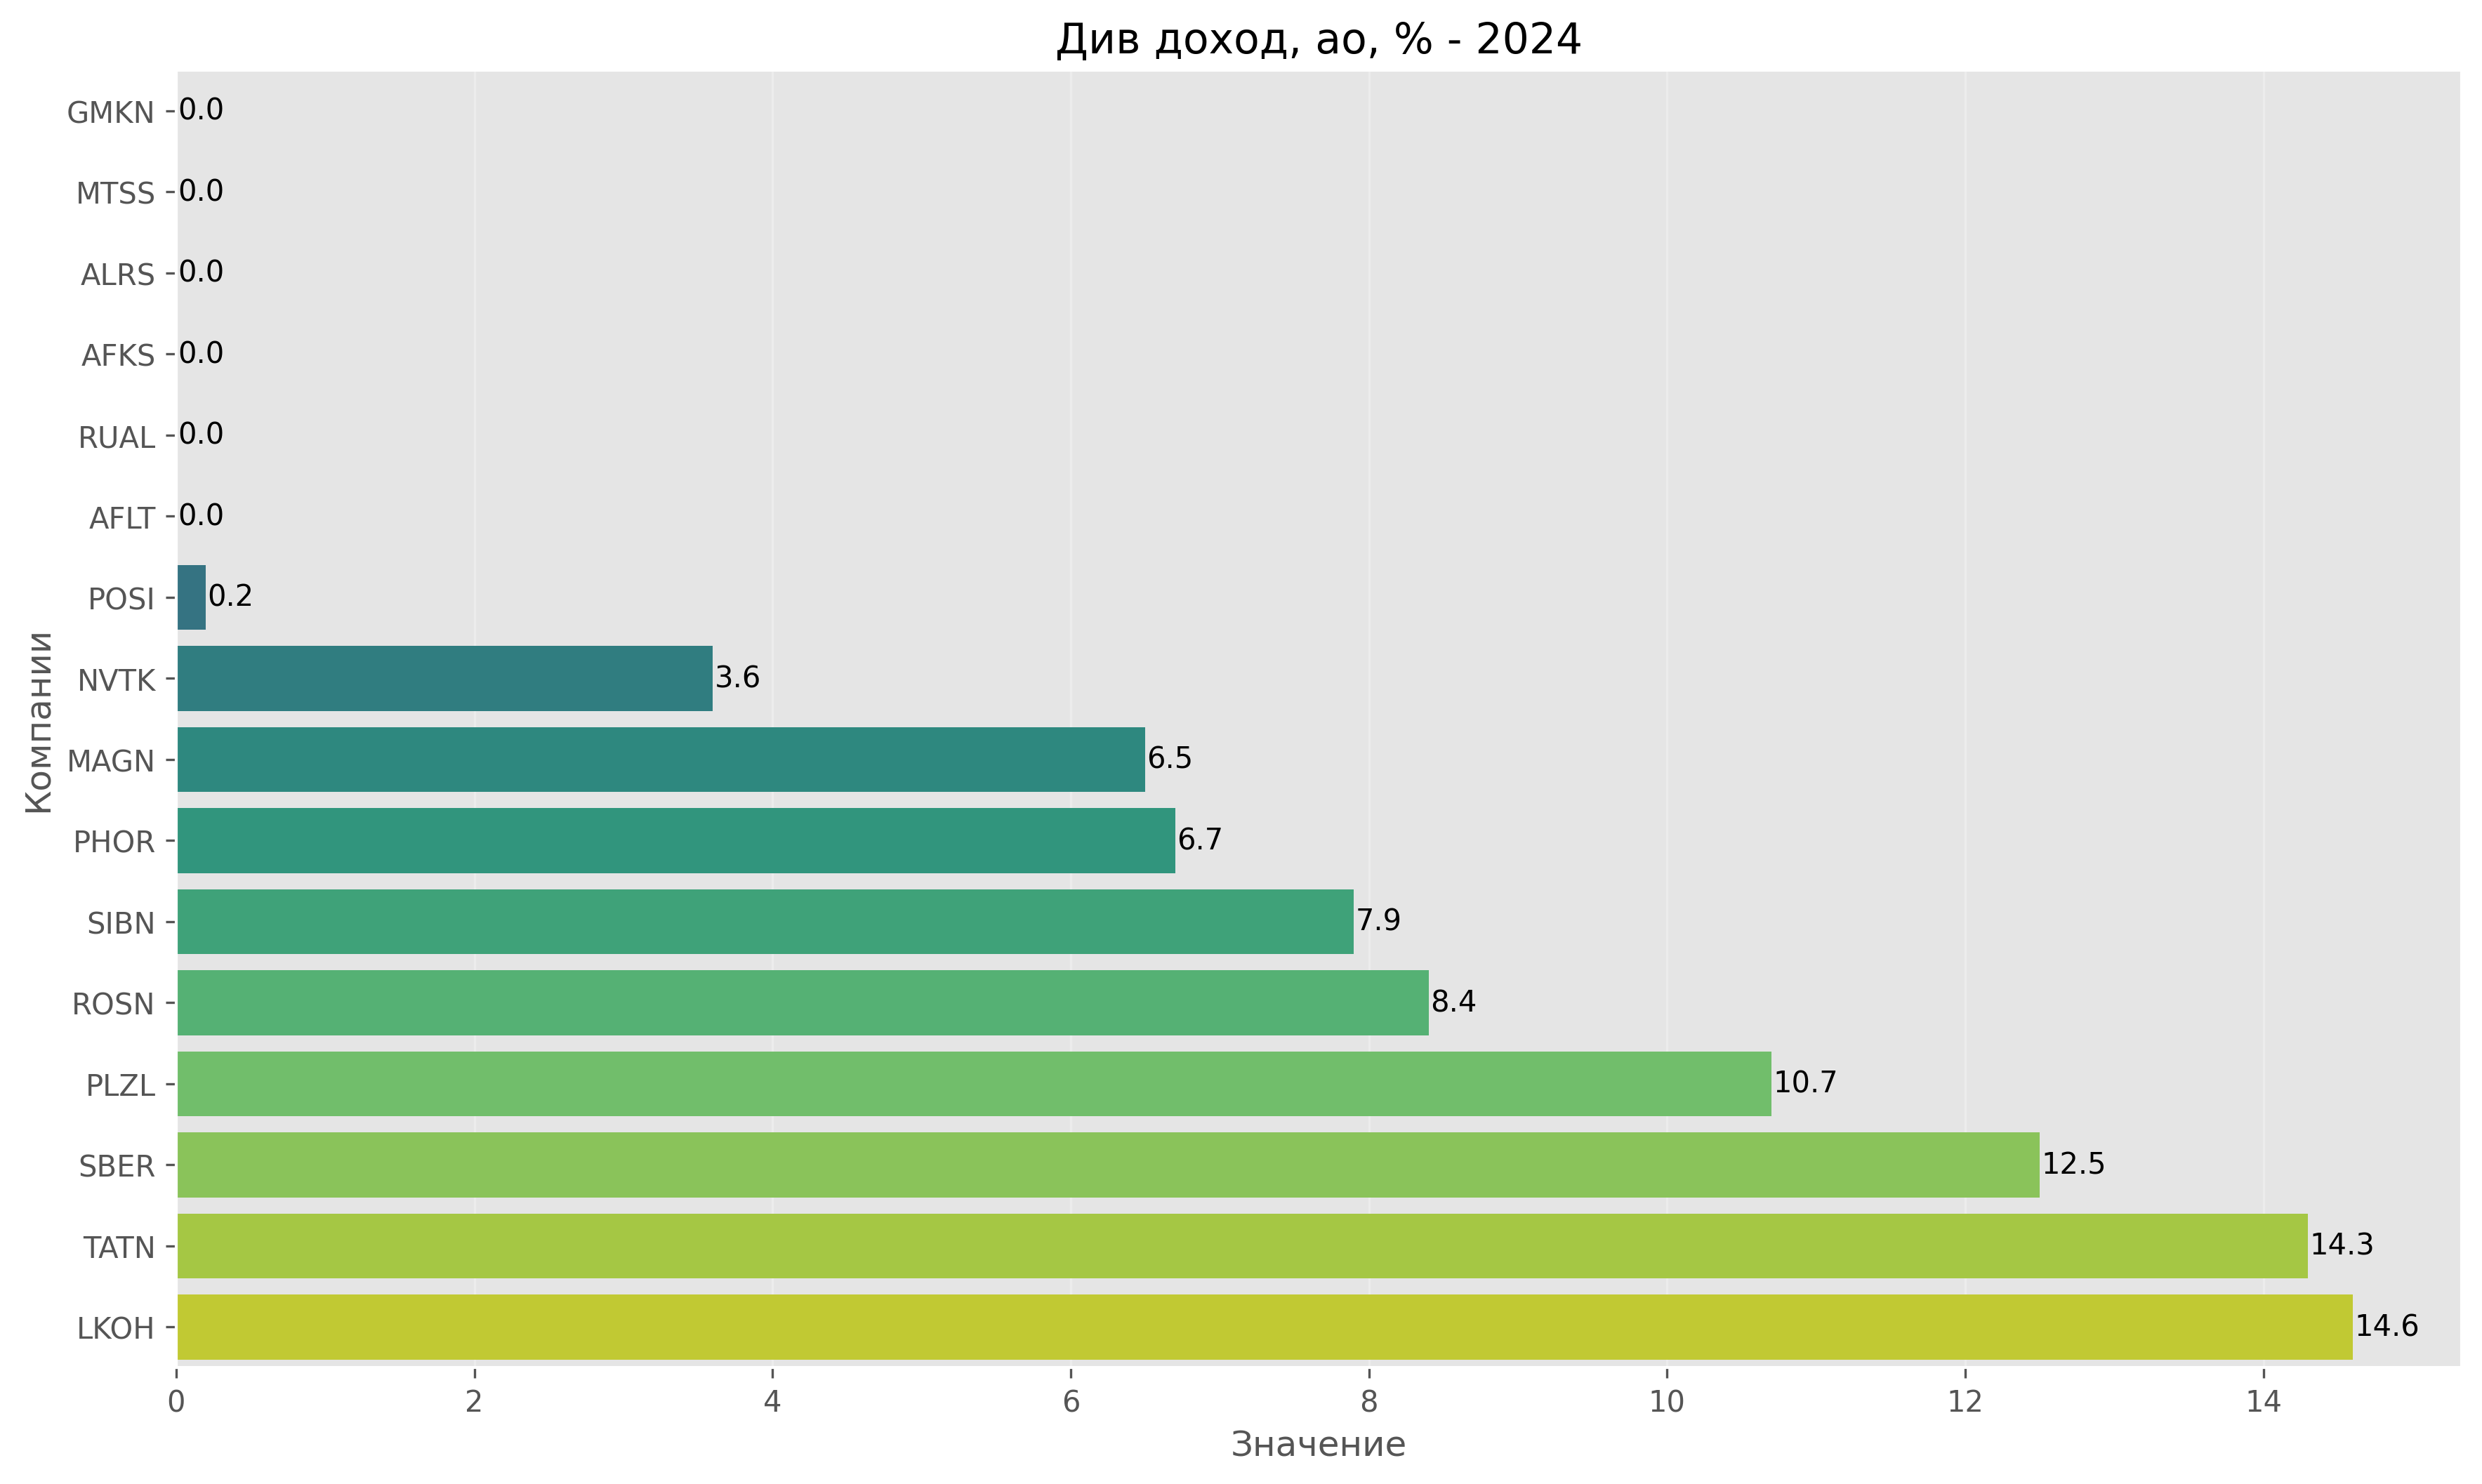 Див доход, ао, % - 2024
Компании
GMKN 0.0
MTSS 0.0
ALRS 0.0
AFKS 0.0
RUAL 0.0
AFLT 0.0
POSI 0.2
NVTK 3.6
MAGN 6.5
PHOR 6.7
SIBN 7.9
ROSN 8.4
PLZL 10.7
SBER 12.5
TATN 14.3
LKOH 14.6
0 2 4 6 8 10 12 14
Значение